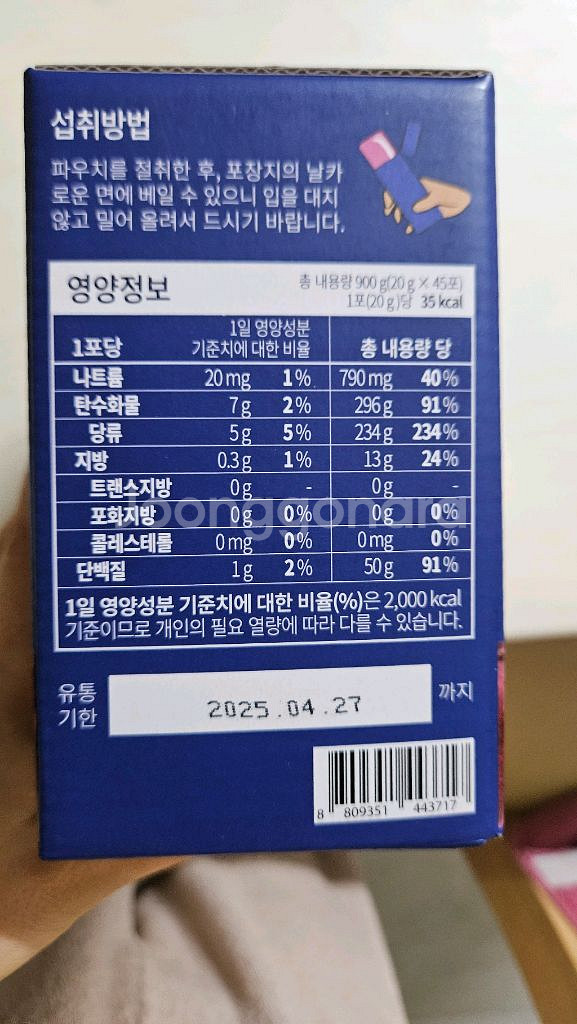 섭취방법
파우치를 절취한 후, 포장지의 날카
로운 면에 베일 수 있으니 입을 대지
않고 밀어 올려서 드시기 바랍니다.
영양정보
총 내용량 900 g(20 g × 45포)
1포(20 g)당 35 kcal
1포당 1일 영양성분 기준치에 대한 비율 총 내용량 당
나트륨 20 mg 1% 790 mg 40%
탄수화물 7 g 2% 296 g 91%
당류 5 g 5% 234 g 234%
지방 0.3 g 1% 13 g 24%
트랜스지방 0 g - 0 g -
포화지방 0 g 0% 0 g 0%
콜레스테롤 0 mg 0% 0 mg 0%
단백질 1 g 2% 50 g 91%
1일 영양성분 기준치에 대한 비율(%)은 2,000 kcal
기준이므로 개인의 필요 열량에 따라 다를 수 있습니다.
유통
기한
2025.04.27 까지
8 809351 443717
joonggonara